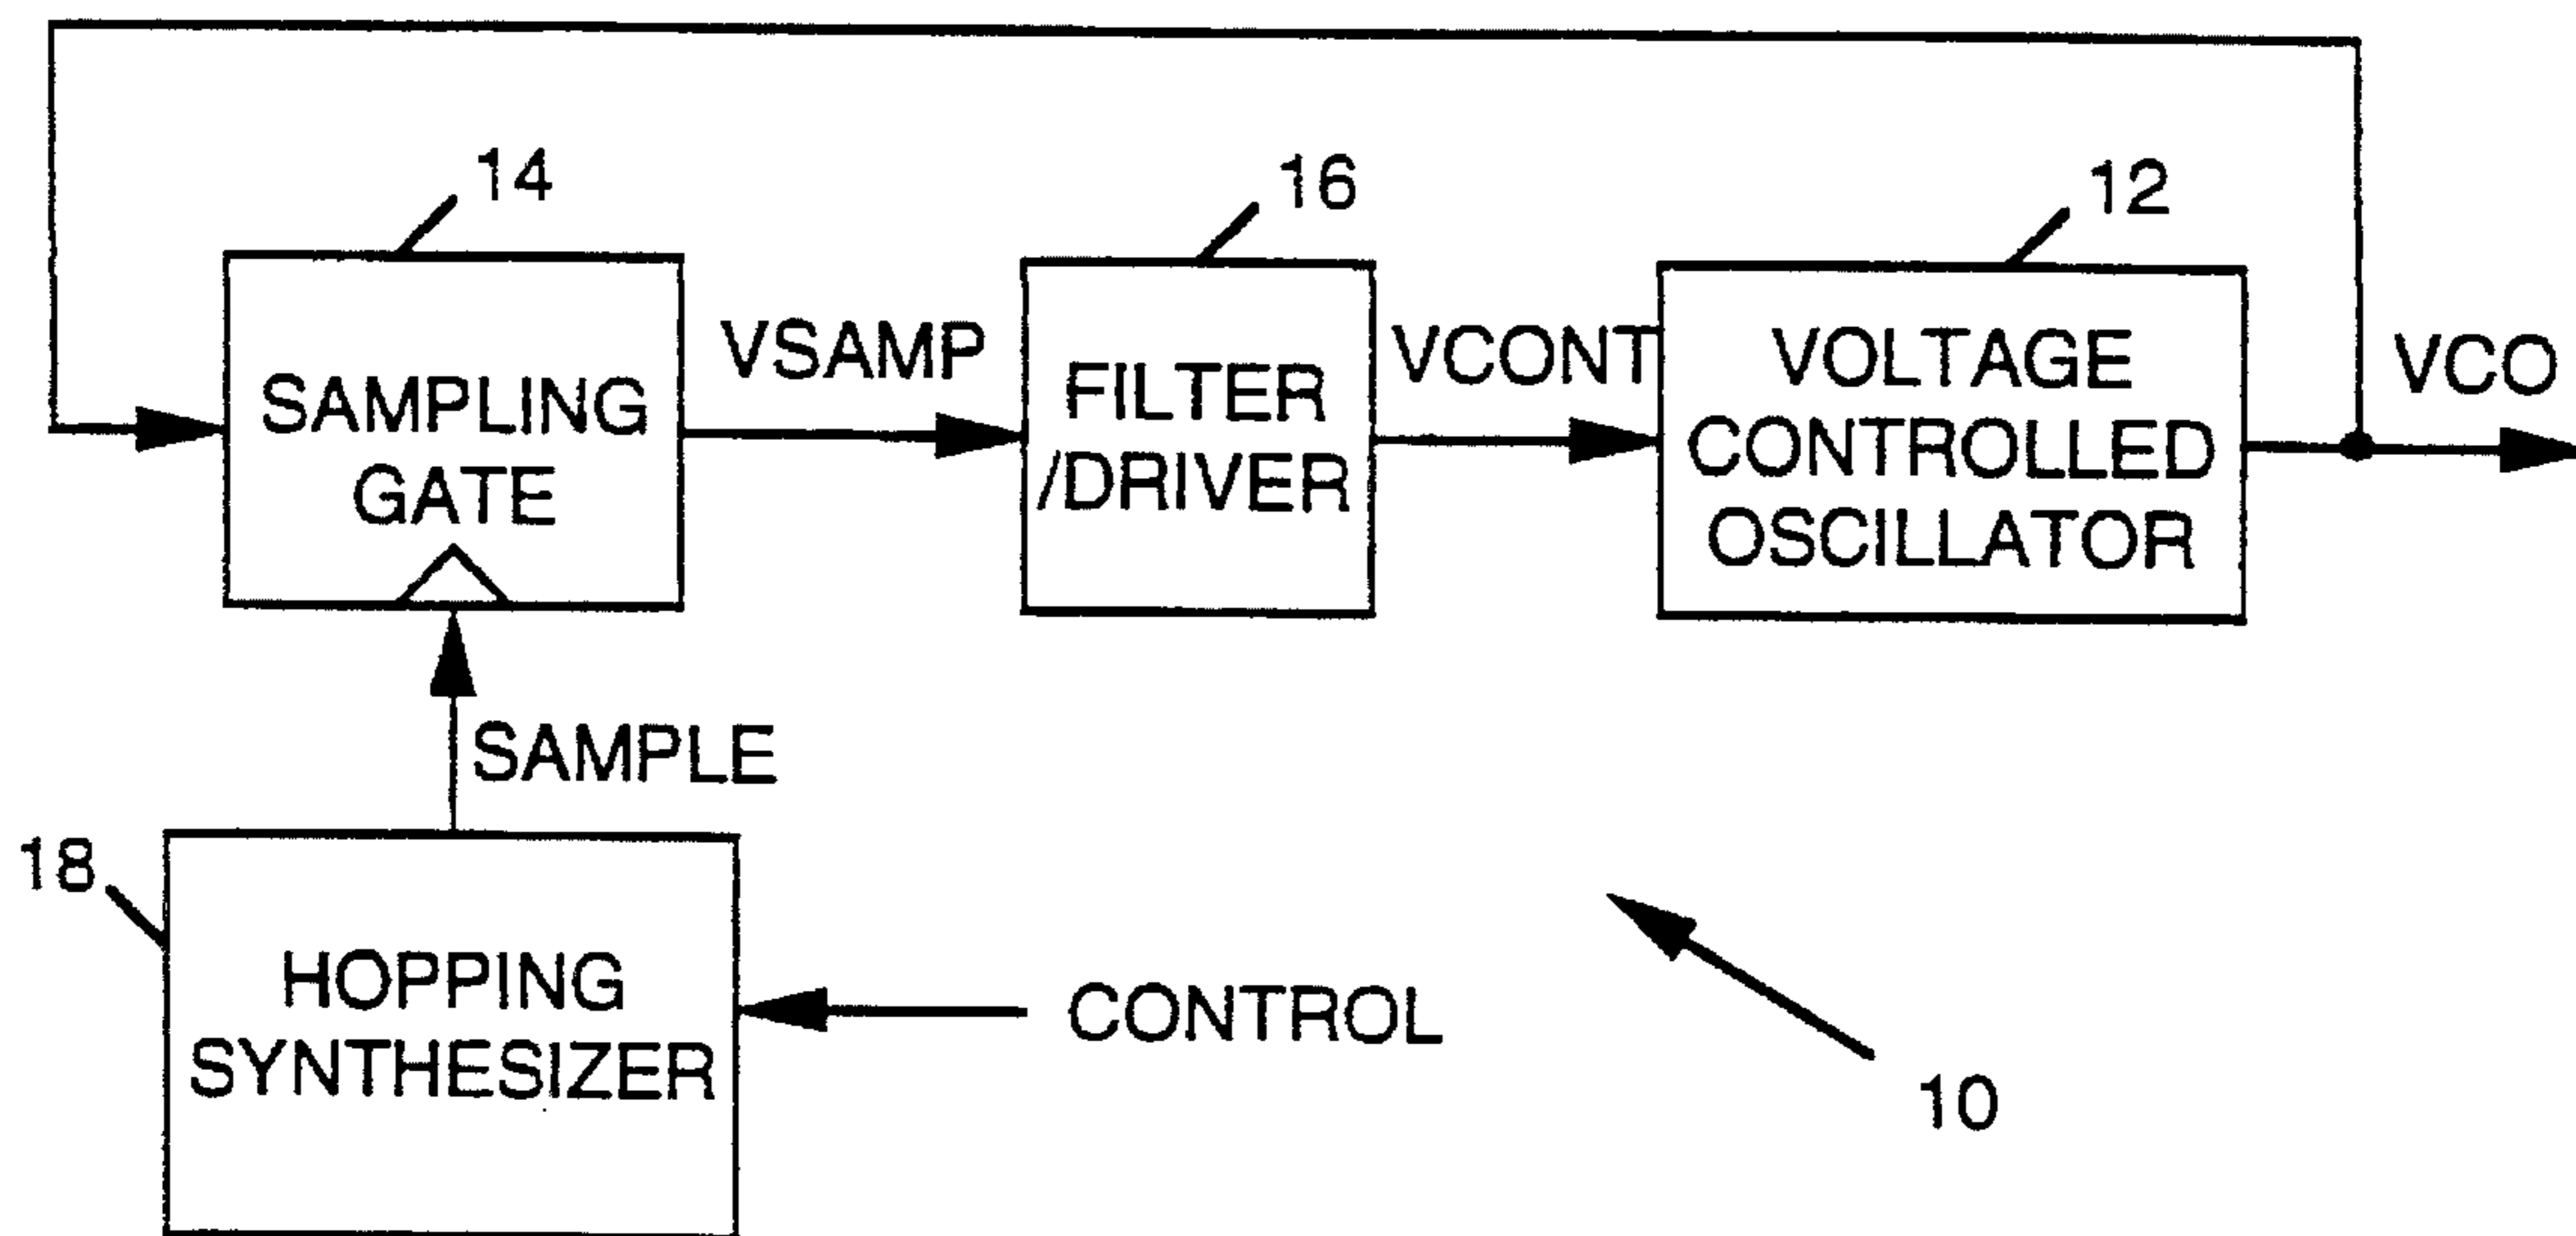 14
16
12
SAMPLING
GATE
VSAMP
FILTER
/DRIVER
VCONT
VOLTAGE
CONTROLLED
OSCILLATOR
VCO
SAMPLE
18
HOPPING
SYNTHESIZER
CONTROL
10